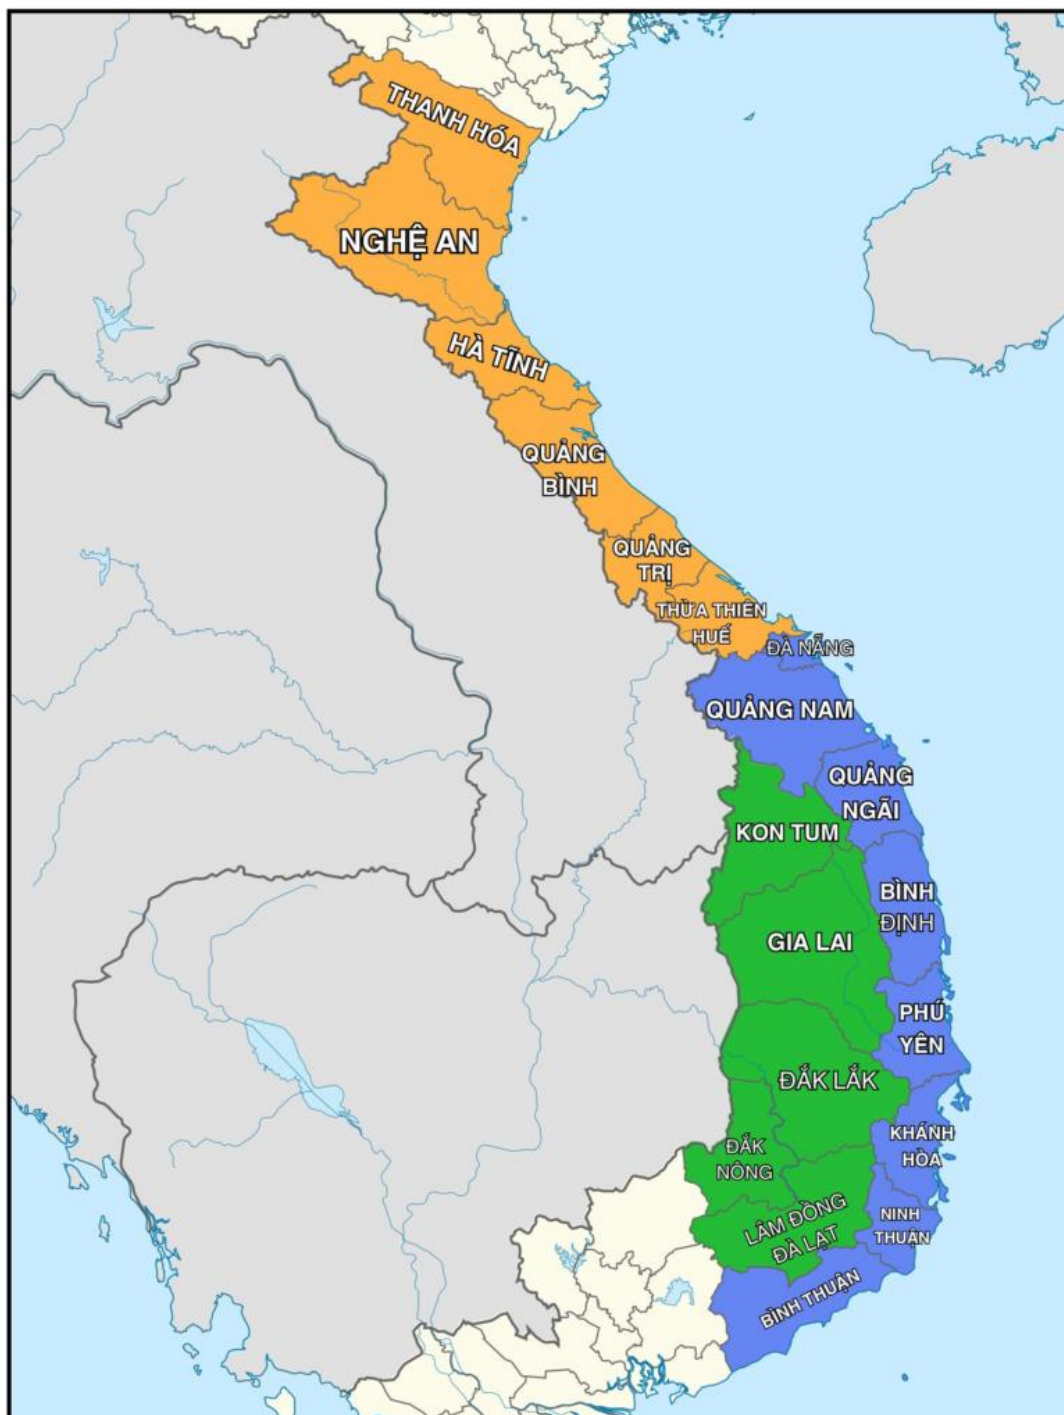 THANH HÓA
NGHỆ AN
HÀ TĨNH
QUẢNG
BÌNH
QUẢNG
TRỊ
THỪA THIÊN
HUẾ
ĐÀ NẴNG
QUẢNG NAM
QUẢNG
NGÃI
KON TUM
BÌNH
ĐỊNH
GIA LAI
PHÚ
YÊN
ĐẮK LẮK
KHÁNH
HÒA
ĐẮK
NÔNG
LÂM ĐỒNG
ĐÀ LẠT
NINH
THUẬN
BÌNH THUẬN